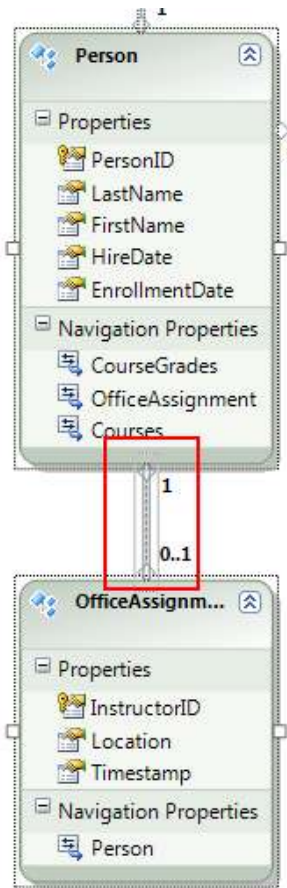 1
Person
Properties
PersonID
LastName
FirstName
HireDate
EnrollmentDate
Navigation Properties
CourseGrades
OfficeAssignment
Courses
1
0..1
OfficeAssignm...
Properties
InstructorID
Location
Timestamp
Navigation Properties
Person